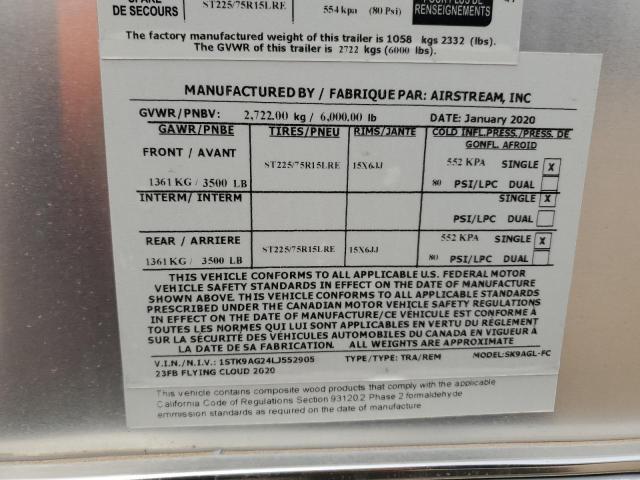 DE SECOURS ST225/75R15LRE 554 kpa (80 Psi) RENSEIGNEMENTS
The factory manufactured weight of this trailer is 1058 kgs 2332 (lbs).
The GVWR of this trailer is 2722 kgs (6000 lbs).
MANUFACTURED BY / FABRIQUE PAR: AIRSTREAM, INC
GVWR/PNBV: 2,722.00 kg / 6,000.00 lb DATE: January 2020
GAWR/PNBE TIRES/PNEU RIMS/JANTE COLD INFL.PRESS./PRESS. DE
GONFL. AFROID
FRONT / AVANT ST225/75R15LRE 15X6JJ 552 KPA SINGLE X
1361 KG / 3500 LB 80 PSI/LPC DUAL
INTERM/ INTERM SINGLE X
PSI/LPC DUAL
REAR / ARRIERE ST225/75R15LRE 15X6JJ 552 KPA SINGLE X
1361 KG / 3500 LB 80 PSI/LPC DUAL
THIS VEHICLE CONFORMS TO ALL APPLICABLE U.S. FEDERAL MOTOR
VEHICLE SAFETY STANDARDS IN EFFECT ON THE DATE OF MANUFACTURE
SHOWN ABOVE. THIS VEHICLE CONFORMS TO ALL APPLICABLE STANDARDS
PRESCRIBED UNDER THE CANADIAN MOTOR VEHICLE SAFETY REGULATIONS
IN EFFECT ON THE DATE OF MANUFACTURE/CE VÉHICULE EST CONFORME À
TOUTES LES NORMES QUI LUI SONT APPLICABLES EN VERTU DU RÈGLEMENT
SUR LA SÉCURITÉ DES VÉHICULES AUTOMOBILES DU CANADA EN VIGUEUR À
LA DATE DE SA FABRICATION. ALL WEIGHTS ARE APPROXIMATE
V.I.N./N.I.V.: 1STK9AG24LJ552905 TYPE/TYPE: TRA/REM MODEL:SK9AGL-FC
23FB FLYING CLOUD 2020
This vehicle contains composite wood products that comply with the applicable
California Code of Regulations Section 93120.2 Phase 2 formaldehyde
emmission standards as required on the date of manufacture